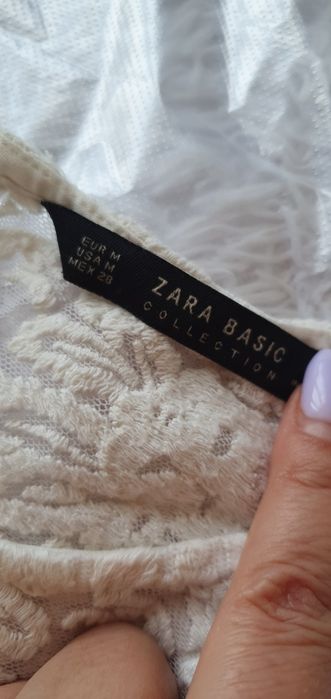 EUR M
USA M
MEX 28
ZARA BASIC
COLLECTION